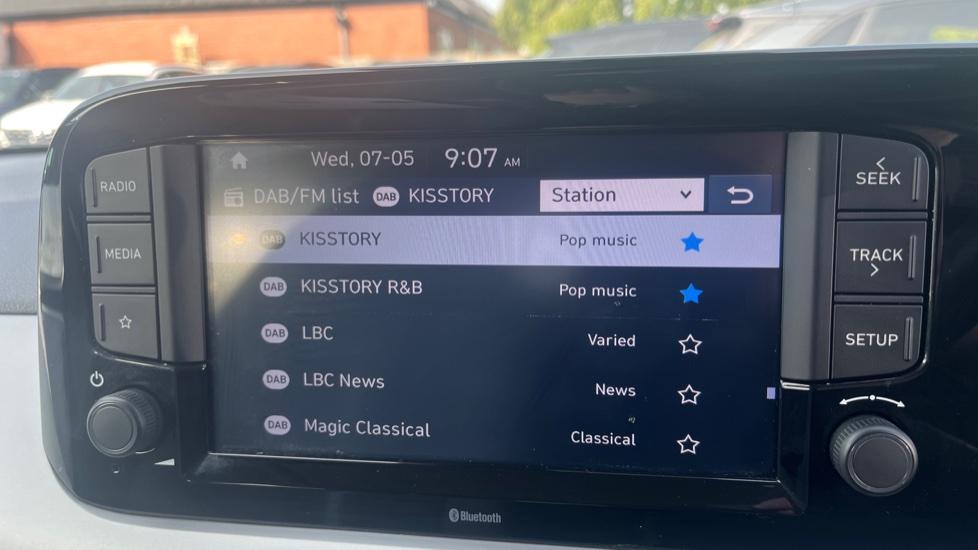 Wed, 07-05 9:07 AM
DAB/FM list DAB KISSTORY Station
DAB KISSTORY Pop music
DAB KISSTORY R&B Pop music
DAB LBC Varied
DAB LBC News News
DAB Magic Classical Classical
RADIO
MEDIA
SEEK
TRACK
SETUP
Bluetooth